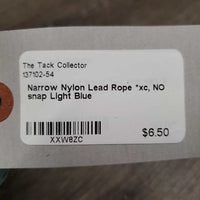 The Tack Collector
137102-54
Narrow Nylon Lead Rope *xc, NO
snap Light Blue
XXW8ZC
$6.50